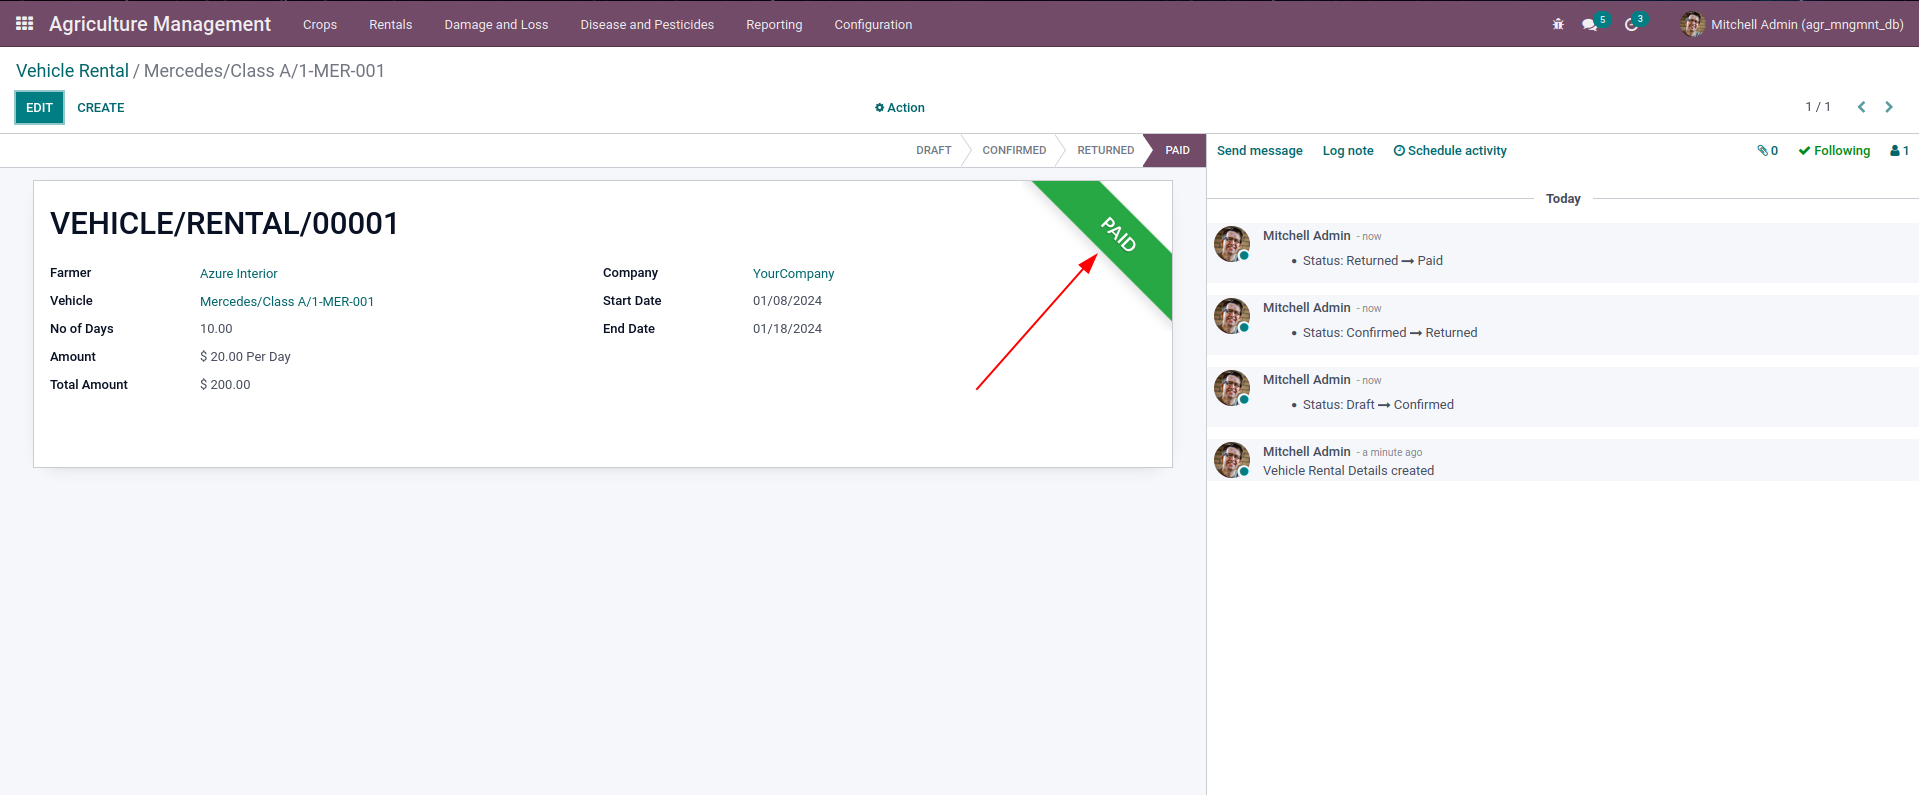 Agriculture Management Crops Rentals Damage and Loss Disease and Pesticides Reporting Configuration 5 3 Mitchell Admin (agr_mngmnt_db)
Vehicle Rental / Mercedes/Class A/1-MER-001
EDIT CREATE Action 1 / 1
DRAFT CONFIRMED RETURNED PAID
Send message Log note Schedule activity 0 Following 1
VEHICLE/RENTAL/00001
PAID
Farmer Azure Interior Company YourCompany
Vehicle Mercedes/Class A/1-MER-001 Start Date 01/08/2024
No of Days 10.00 End Date 01/18/2024
Amount $ 20.00 Per Day
Total Amount $ 200.00
Today
Mitchell Admin - now
• Status: Returned → Paid
Mitchell Admin - now
• Status: Confirmed → Returned
Mitchell Admin - now
• Status: Draft → Confirmed
Mitchell Admin - a minute ago
Vehicle Rental Details created